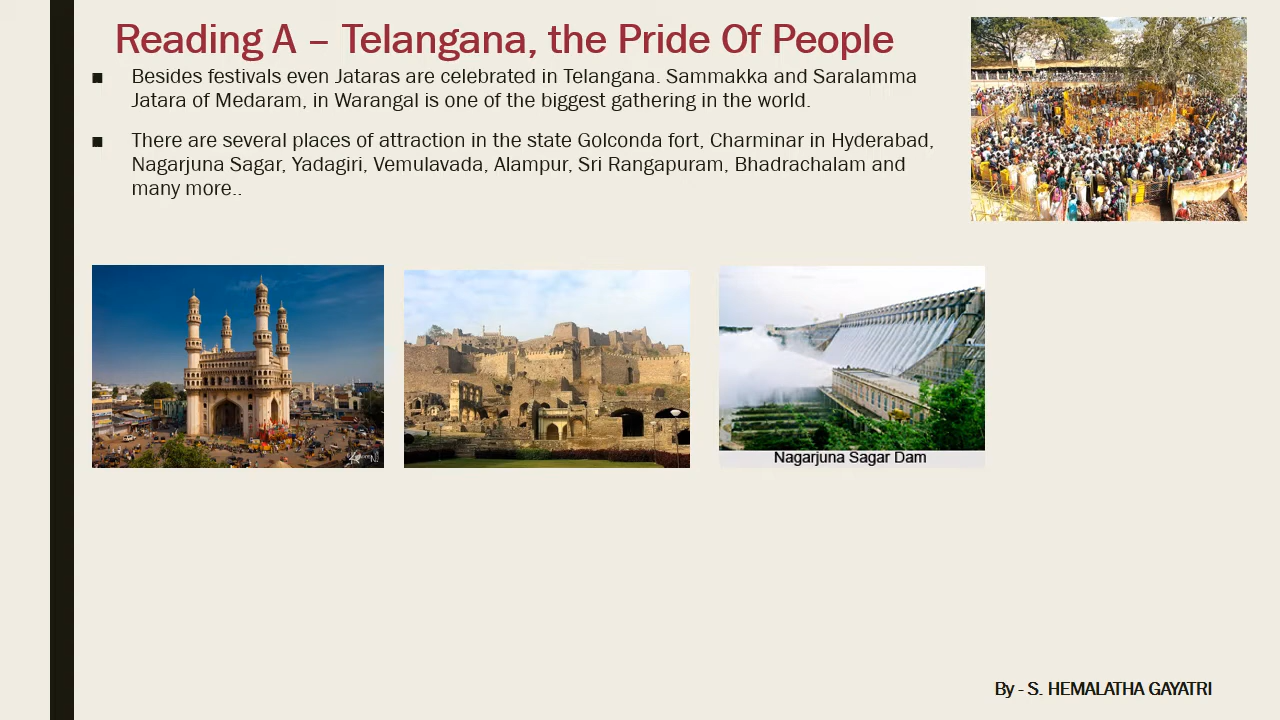 Reading A – Telangana, the Pride Of People
■ Besides festivals even Jataras are celebrated in Telangana. Sammakka and Saralamma
Jatara of Medaram, in Warangal is one of the biggest gathering in the world.
■ There are several places of attraction in the state Golconda fort, Charminar in Hyderabad,
Nagarjuna Sagar, Yadagiri, Vemulavada, Alampur, Sri Rangapuram, Bhadrachalam and
many more..
Nagarjuna Sagar Dam
By - S. HEMALATHA GAYATRI